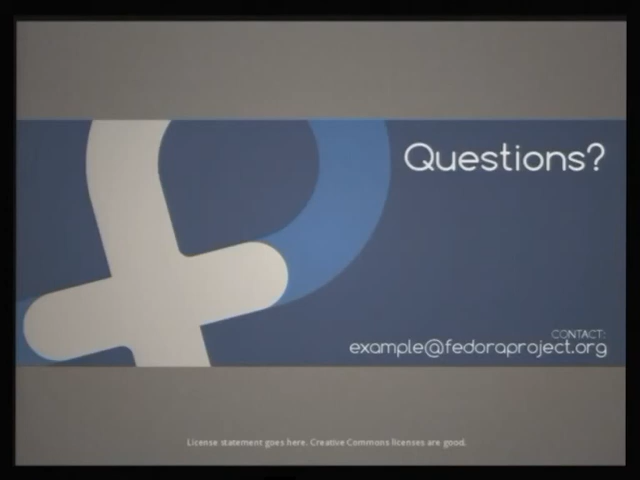 Questions?
CONTACT:
example@fedoraproject.org
License statement goes here. Creative Commons licenses are good.